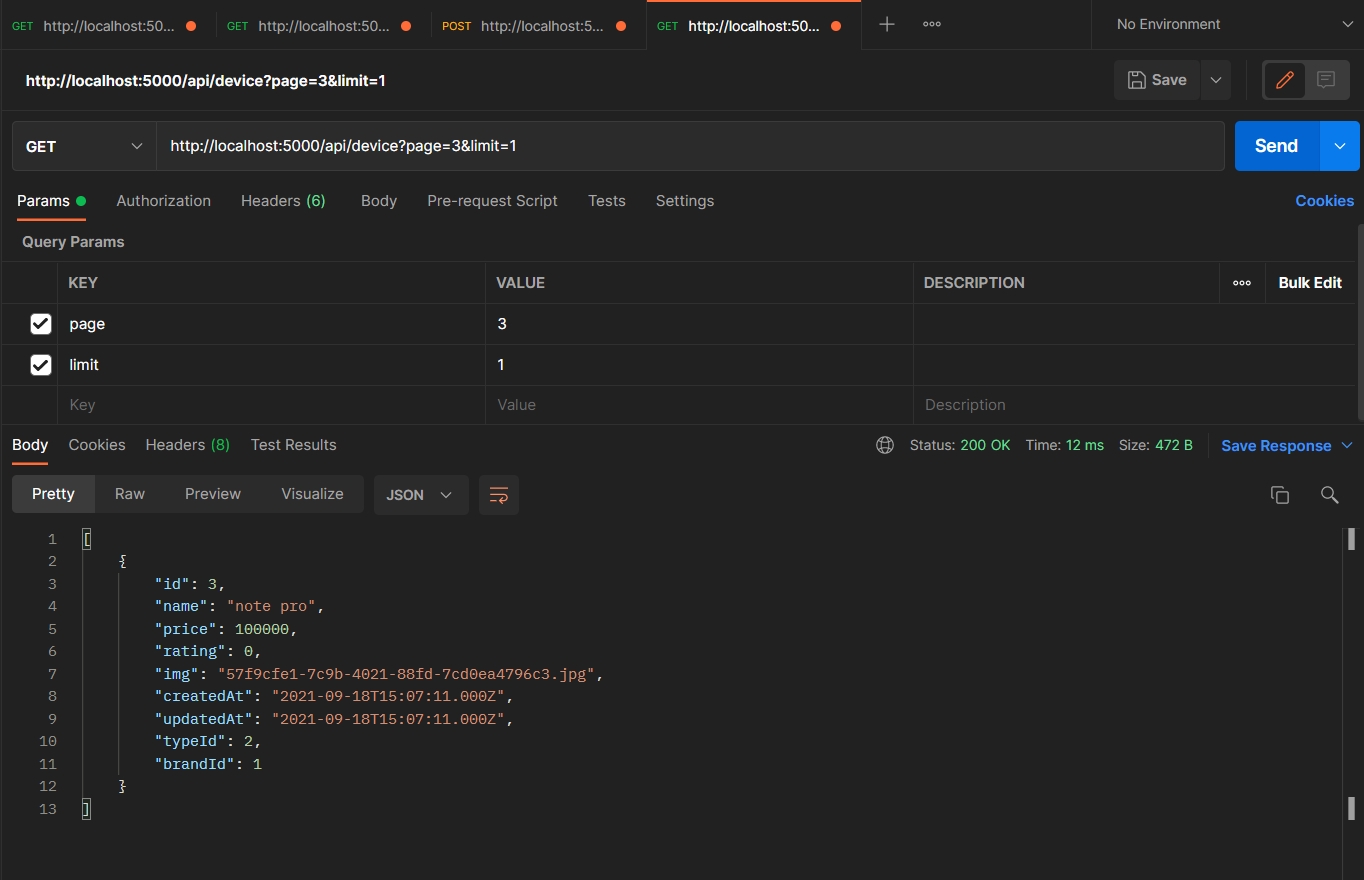 GET http://localhost:50... GET http://localhost:50... POST http://localhost:5... GET http://localhost:50... No Environment
http://localhost:5000/api/device?page=3&limit=1 Save
GET http://localhost:5000/api/device?page=3&limit=1 Send
Params Authorization Headers (6) Body Pre-request Script Tests Settings Cookies
Query Params
KEY VALUE DESCRIPTION Bulk Edit
page 3
limit 1
Key Value Description
Body Cookies Headers (8) Test Results Status: 200 OK Time: 12 ms Size: 472 B Save Response
Pretty Raw Preview Visualize JSON
1 [
2 {
3 "id": 3,
4 "name": "note pro",
5 "price": 100000,
6 "rating": 0,
7 "img": "57f9cfe1-7c9b-4021-88fd-7cd0ea4796c3.jpg",
8 "createdAt": "2021-09-18T15:07:11.000Z",
9 "updatedAt": "2021-09-18T15:07:11.000Z",
10 "typeId": 2,
11 "brandId": 1
12 }
13 ]